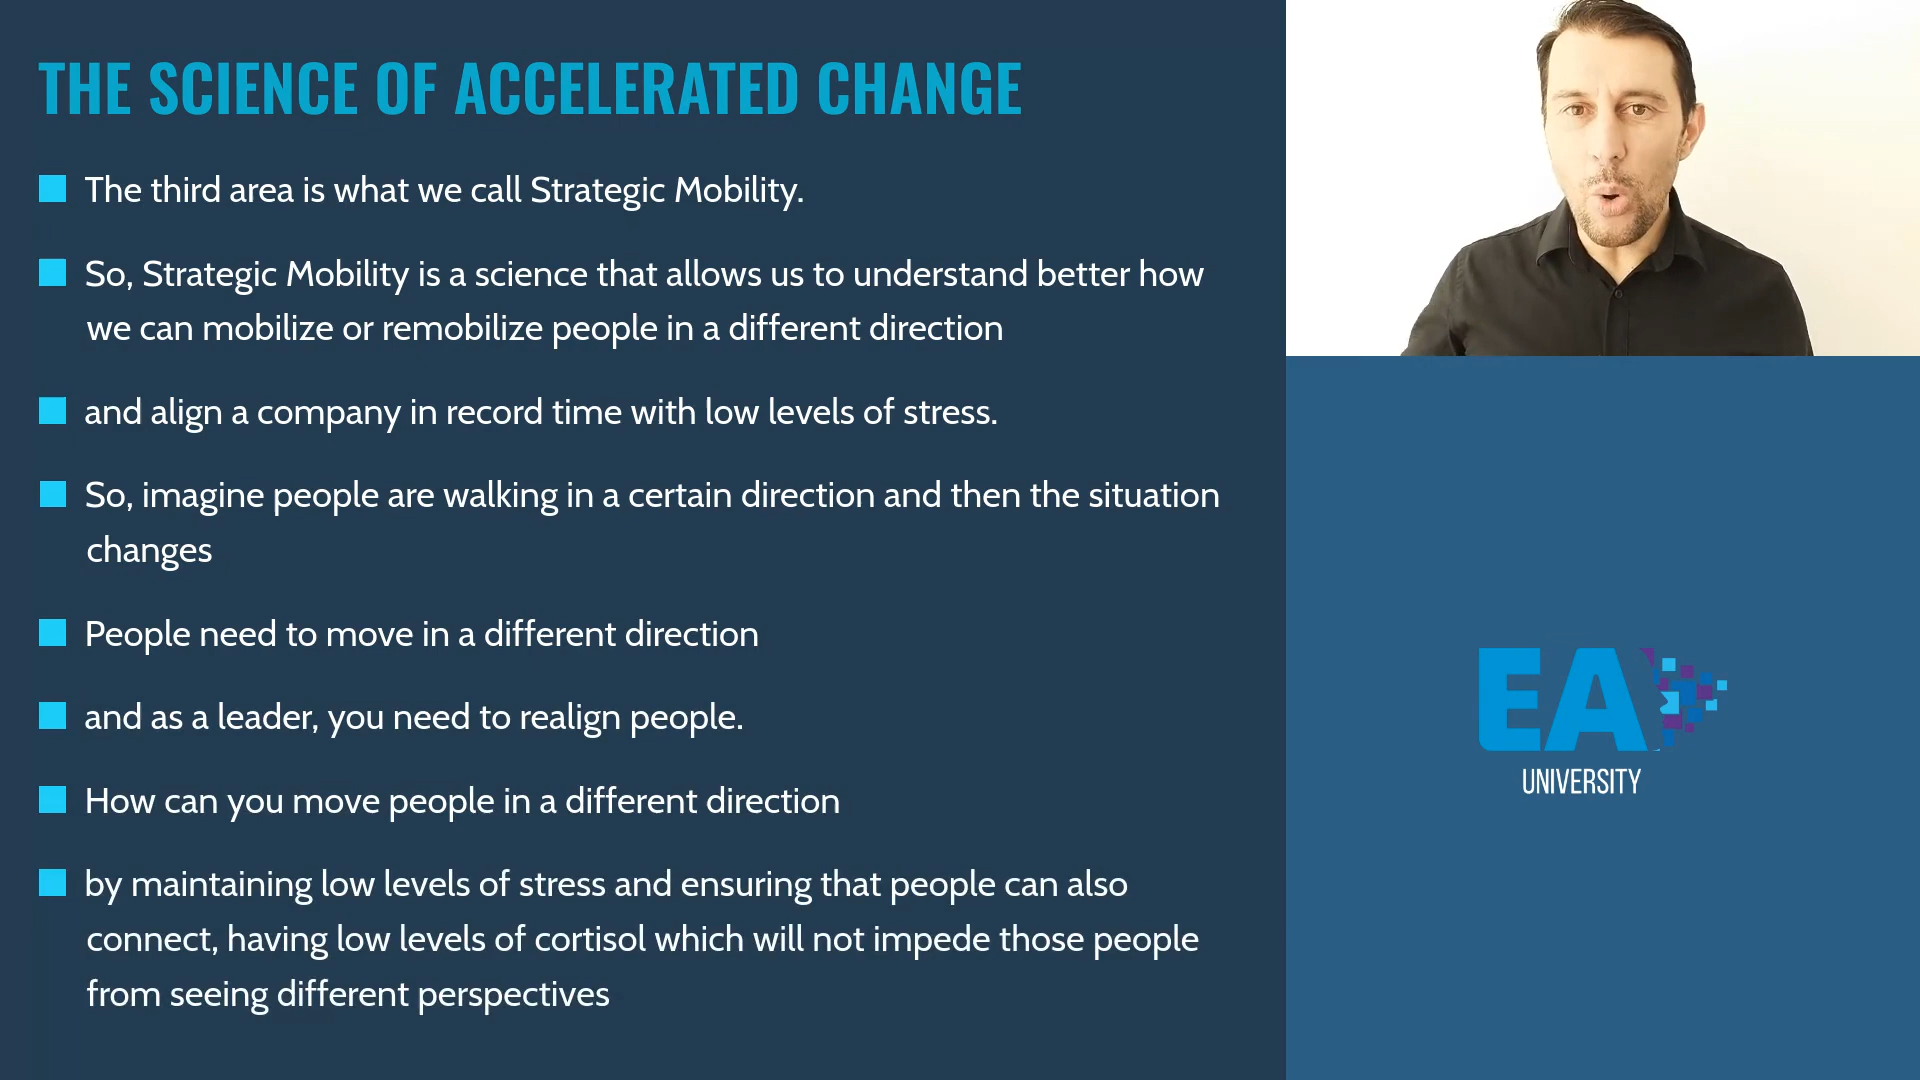 THE SCIENCE OF ACCELERATED CHANGE
The third area is what we call Strategic Mobility.
So, Strategic Mobility is a science that allows us to understand better how
we can mobilize or remobilize people in a different direction
and align a company in record time with low levels of stress.
So, imagine people are walking in a certain direction and then the situation
changes
People need to move in a different direction
and as a leader, you need to realign people.
How can you move people in a different direction
by maintaining low levels of stress and ensuring that people can also
connect, having low levels of cortisol which will not impede those people
from seeing different perspectives
EA
UNIVERSITY